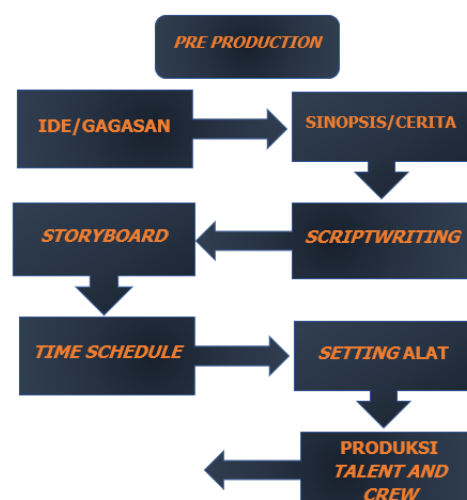 PRE PRODUCTION
IDE/GAGASAN
SINOPSIS/CERITA
SCRIPTWRITING
STORYBOARD
TIME SCHEDULE
SETTING ALAT
PRODUKSI
TALENT AND
CREW